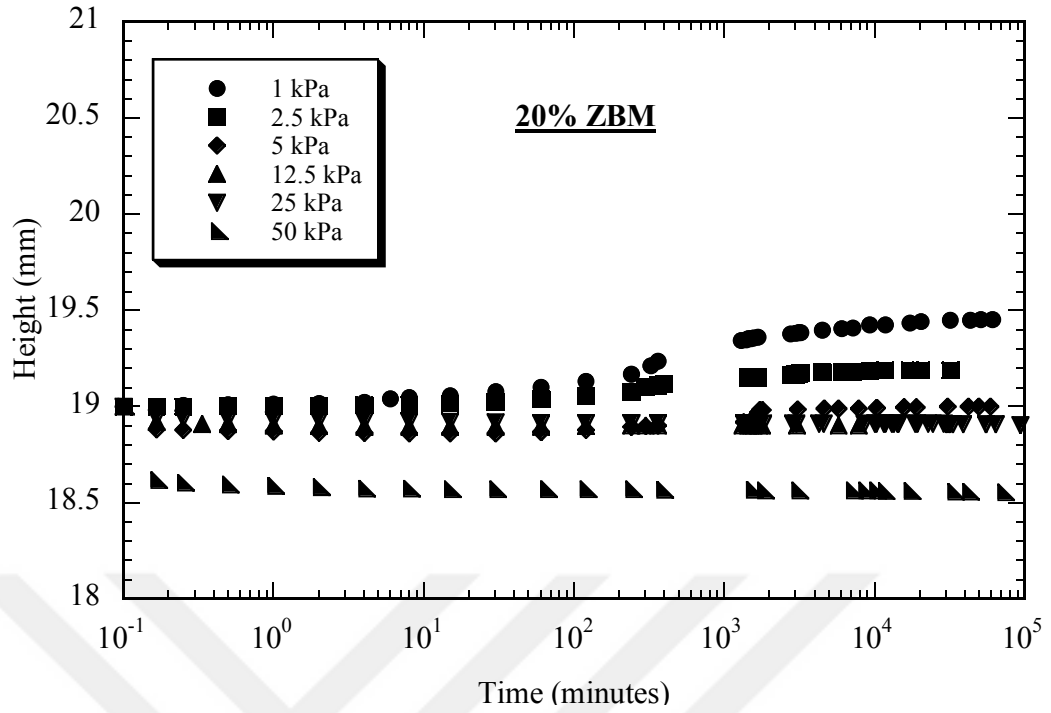 21
20.5
20
19.5
19
18.5
18
Height (mm)
1 kPa
2.5 kPa
5 kPa
12.5 kPa
25 kPa
50 kPa
20% ZBM
10⁻¹ 10⁰ 10¹ 10² 10³ 10⁴ 10⁵
Time (minutes)